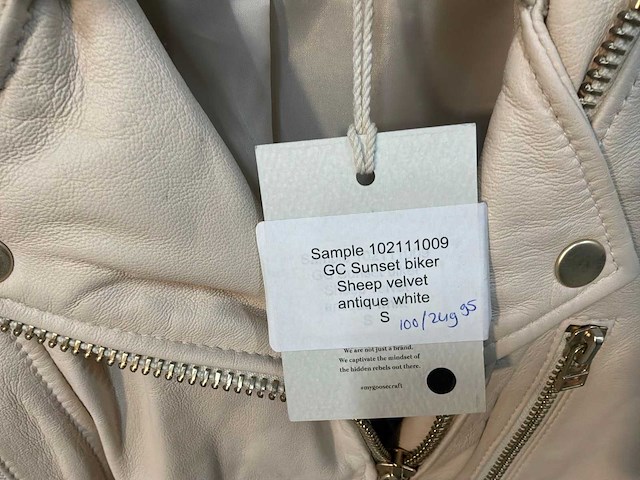 Sample 102111009
GC Sunset biker
Sheep velvet
antique white
S 100/249 95
We are not just a brand.
We captivate the mindset of
the hidden rebels out there.
#mygoosecraft